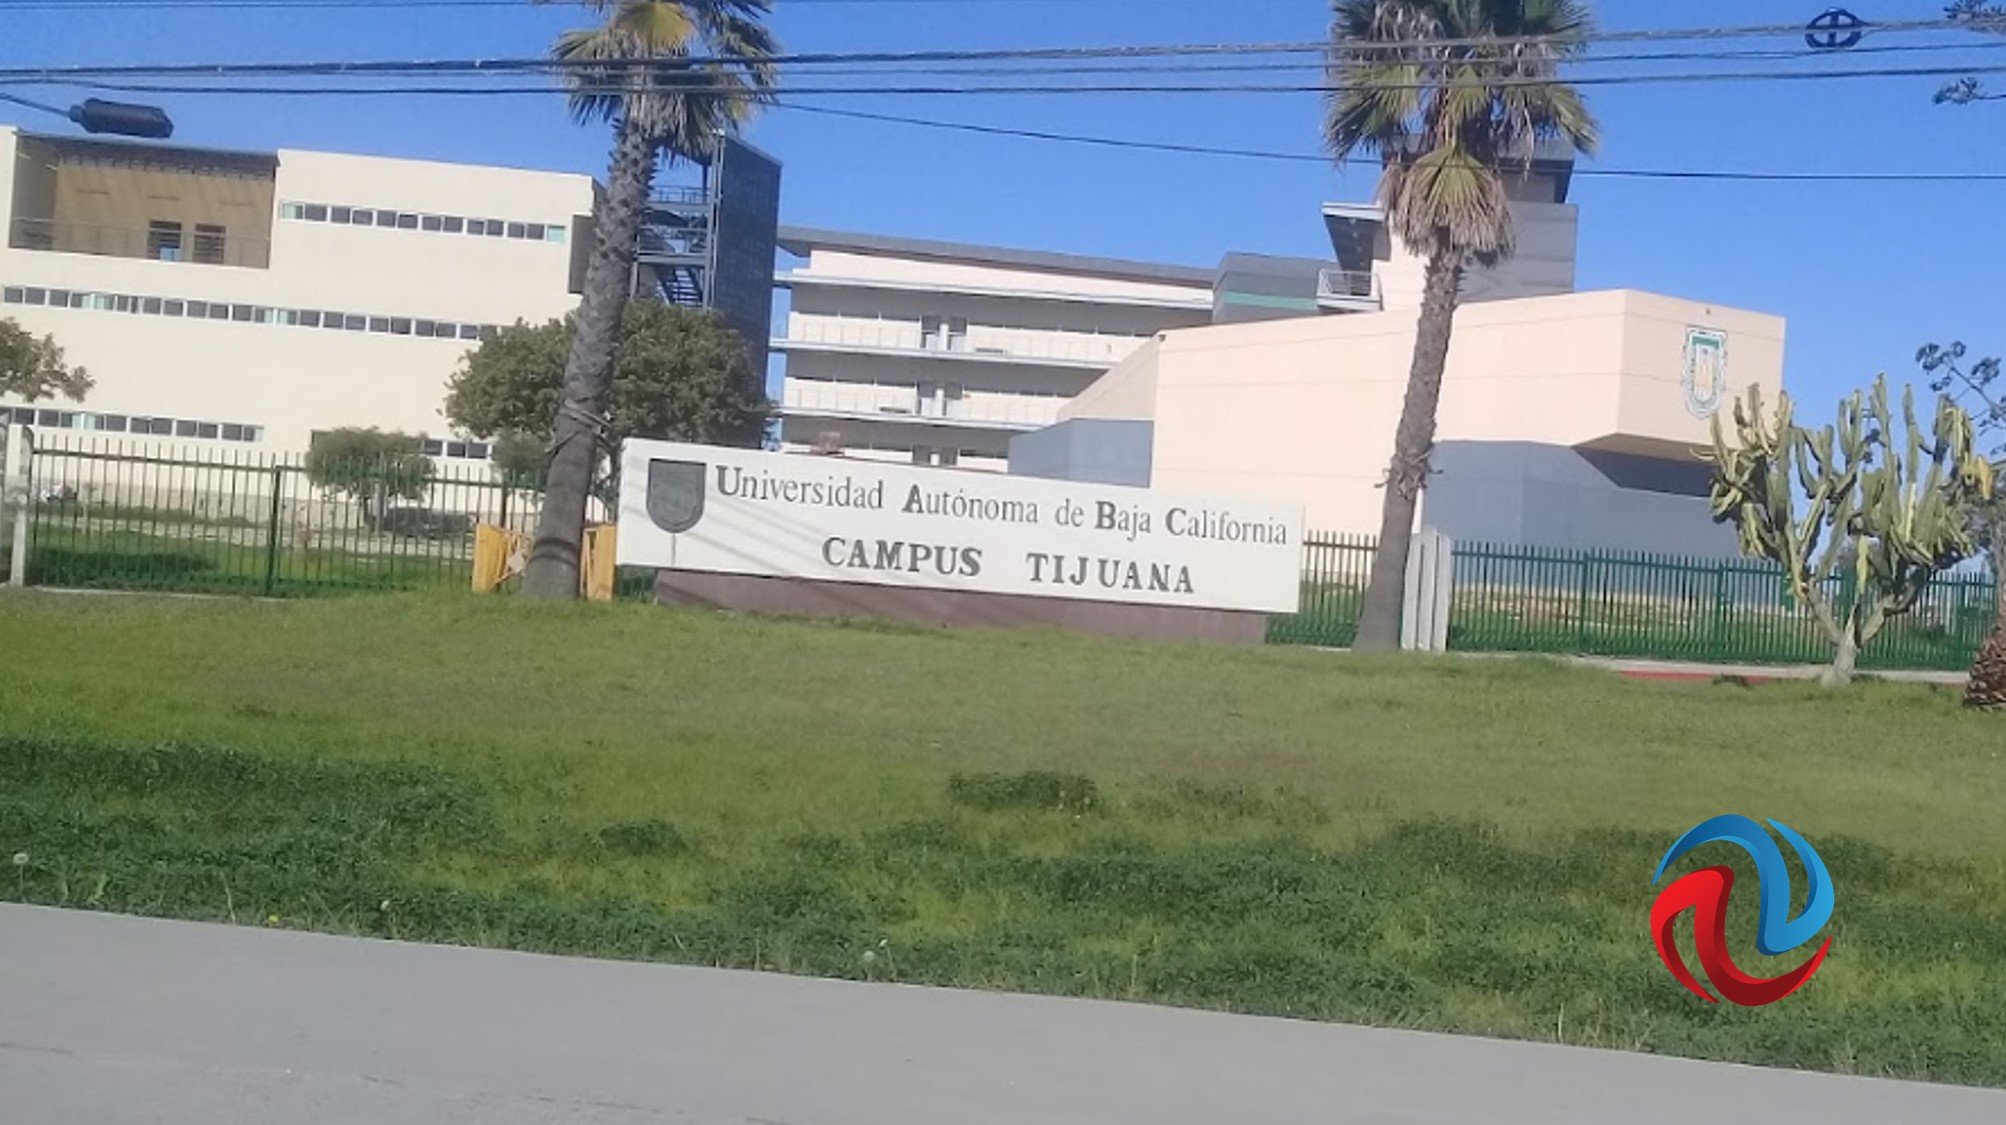 Universidad Autónoma de Baja California
CAMPUS TIJUANA